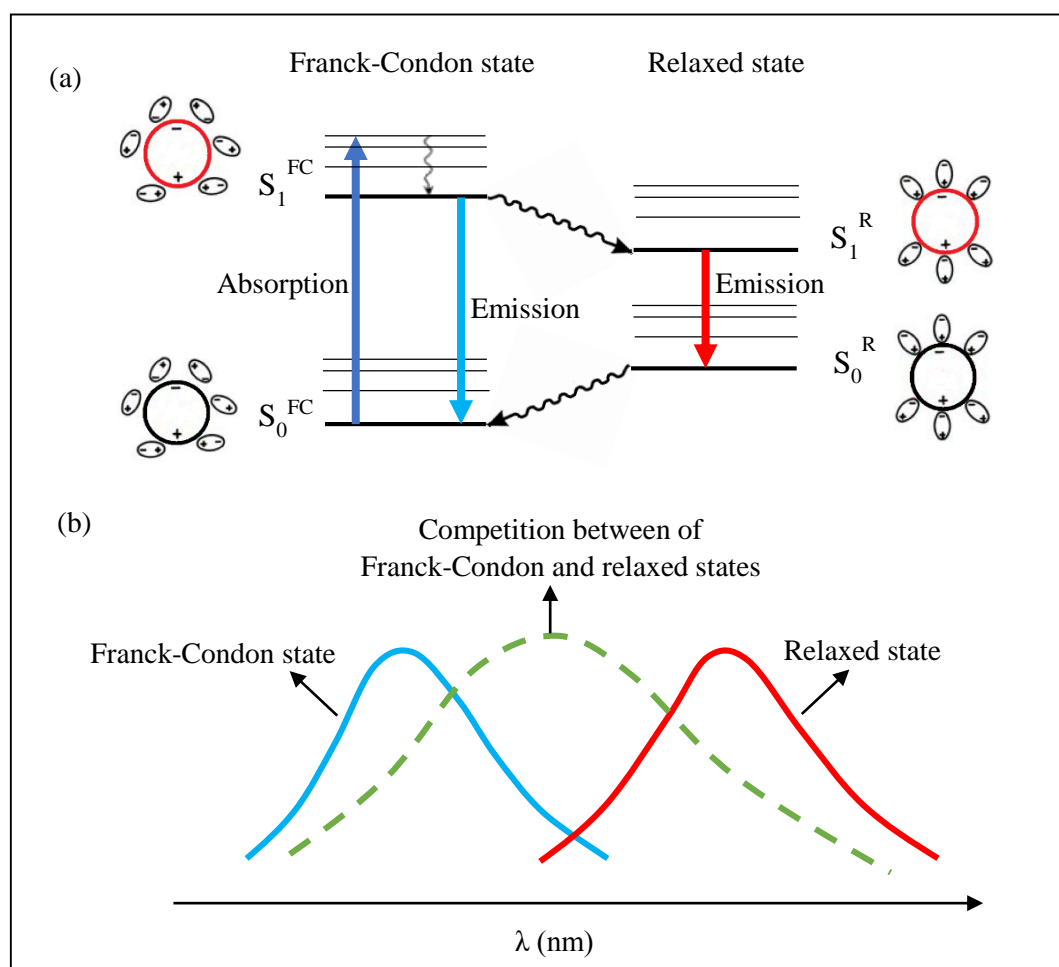 Franck-Condon state
Relaxed state
(a)
S₁ᶠᶜ
S₁ᴿ
Absorption
Emission
Emission
S₀ᴿ
S₀ᶠᶜ
(b)
Competition between of
Franck-Condon and relaxed states
Franck-Condon state
Relaxed state
λ (nm)